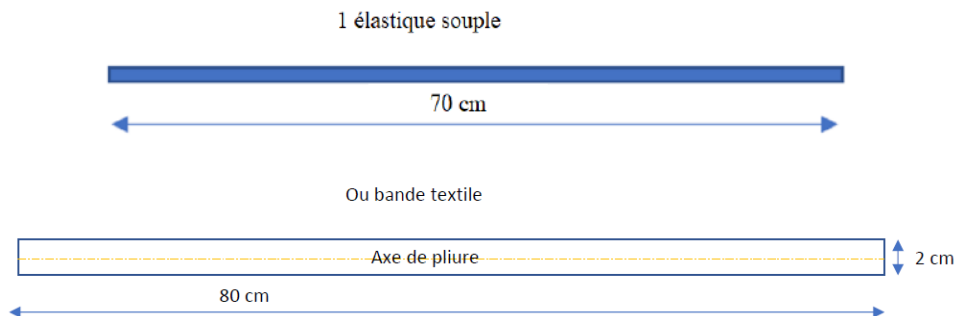 1 élastique souple
70 cm
Ou bande textile
Axe de pliure
2 cm
80 cm